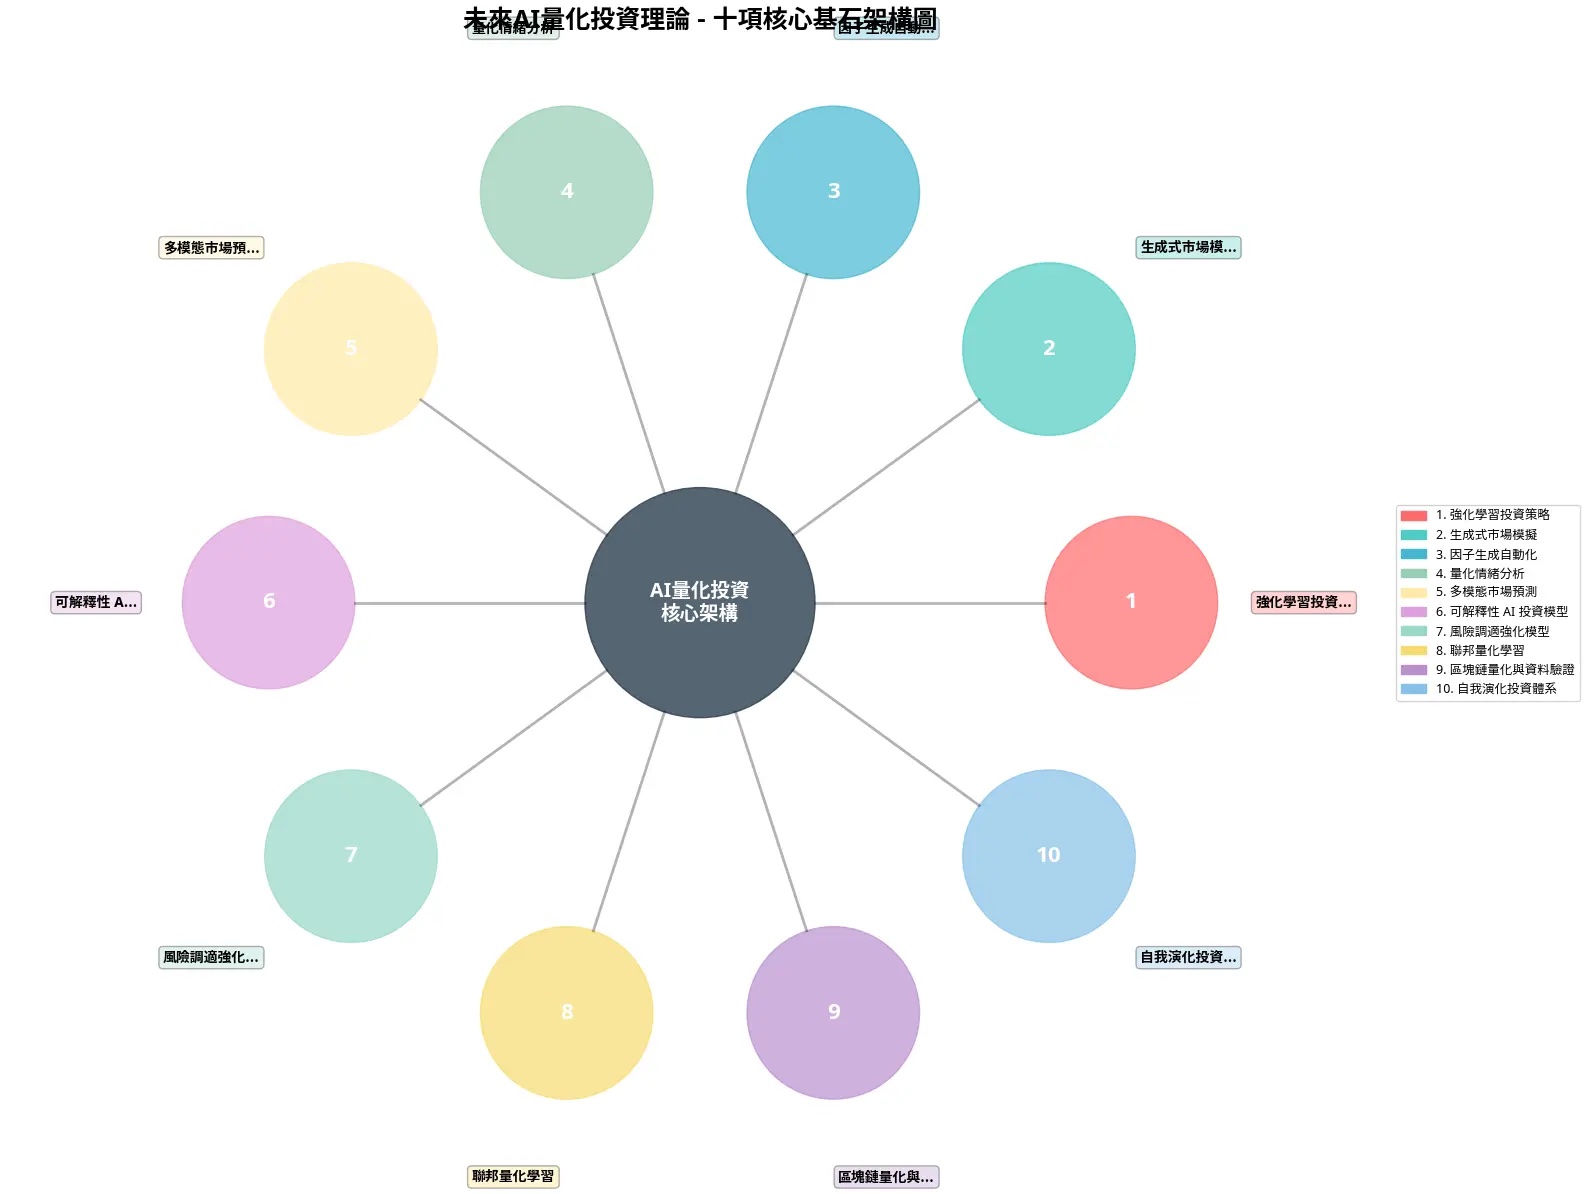 未來AI量化投資理論 - 十項核心基石架構圖
量化情緒分析
因子生成自動...
4
3
多模態市場預...
生成式市場模...
5
2
AI量化投資
核心架構
可解釋性 A...
6
1
強化學習投資...
1. 強化學習投資策略
2. 生成式市場模擬
3. 因子生成自動化
4. 量化情緒分析
5. 多模態市場預測
6. 可解釋性 AI 投資模型
7. 風險調適強化模型
8. 聯邦量化學習
9. 區塊鏈量化與資料驗證
10. 自我演化投資體系
7
10
風險調適強化...
自我演化投資...
8
9
聯邦量化學習
區塊鏈量化與...